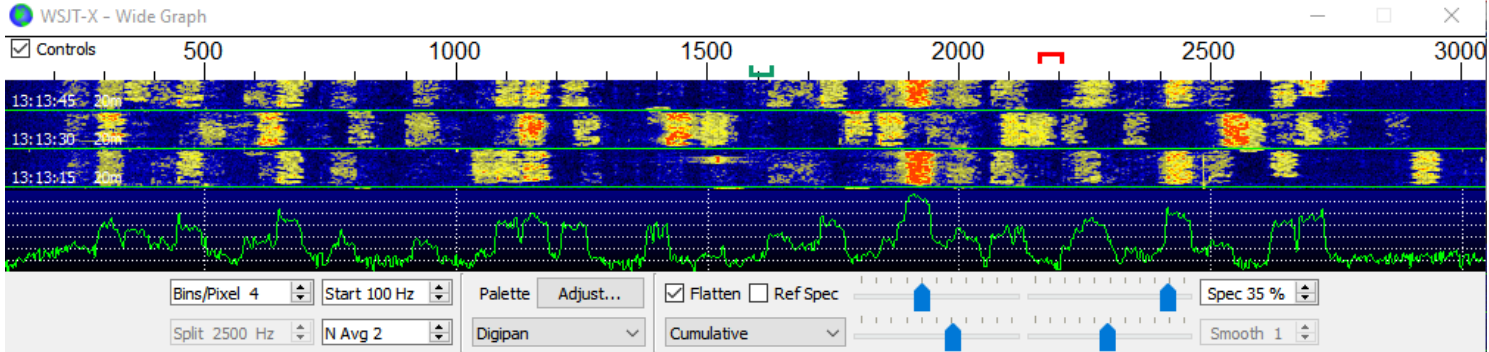 WSJT-X - Wide Graph
Controls 500 1000 1500 2000 2500 3000
13:13:45 20m
13:13:30 20m
13:13:15 20m
Bins/Pixel 4 Start 100 Hz Palette Adjust... Flatten Ref Spec Spec 35 %
Split 2500 Hz N Avg 2 Digipan Cumulative Smooth 1